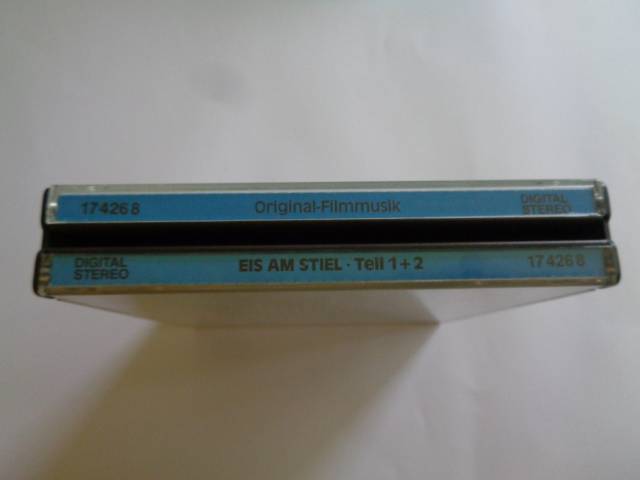 174268 Original-Filmmusik DIGITAL STEREO
DIGITAL STEREO EIS AM STIEL · Teil 1+2 174268